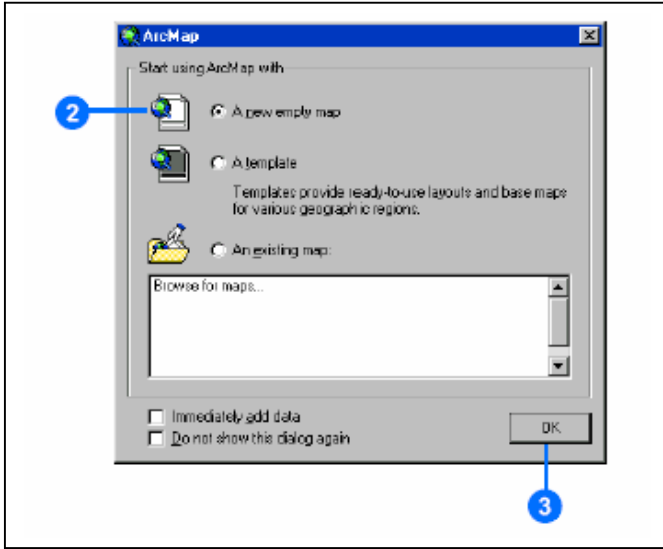 ArcMap
Start using ArcMap with
2
A new empty map
A template
Templates provide ready-to-use layouts and base maps
for various geographic regions.
An existing map:
Browse for maps...
Immediately add data
Do not show this dialog again
OK
3